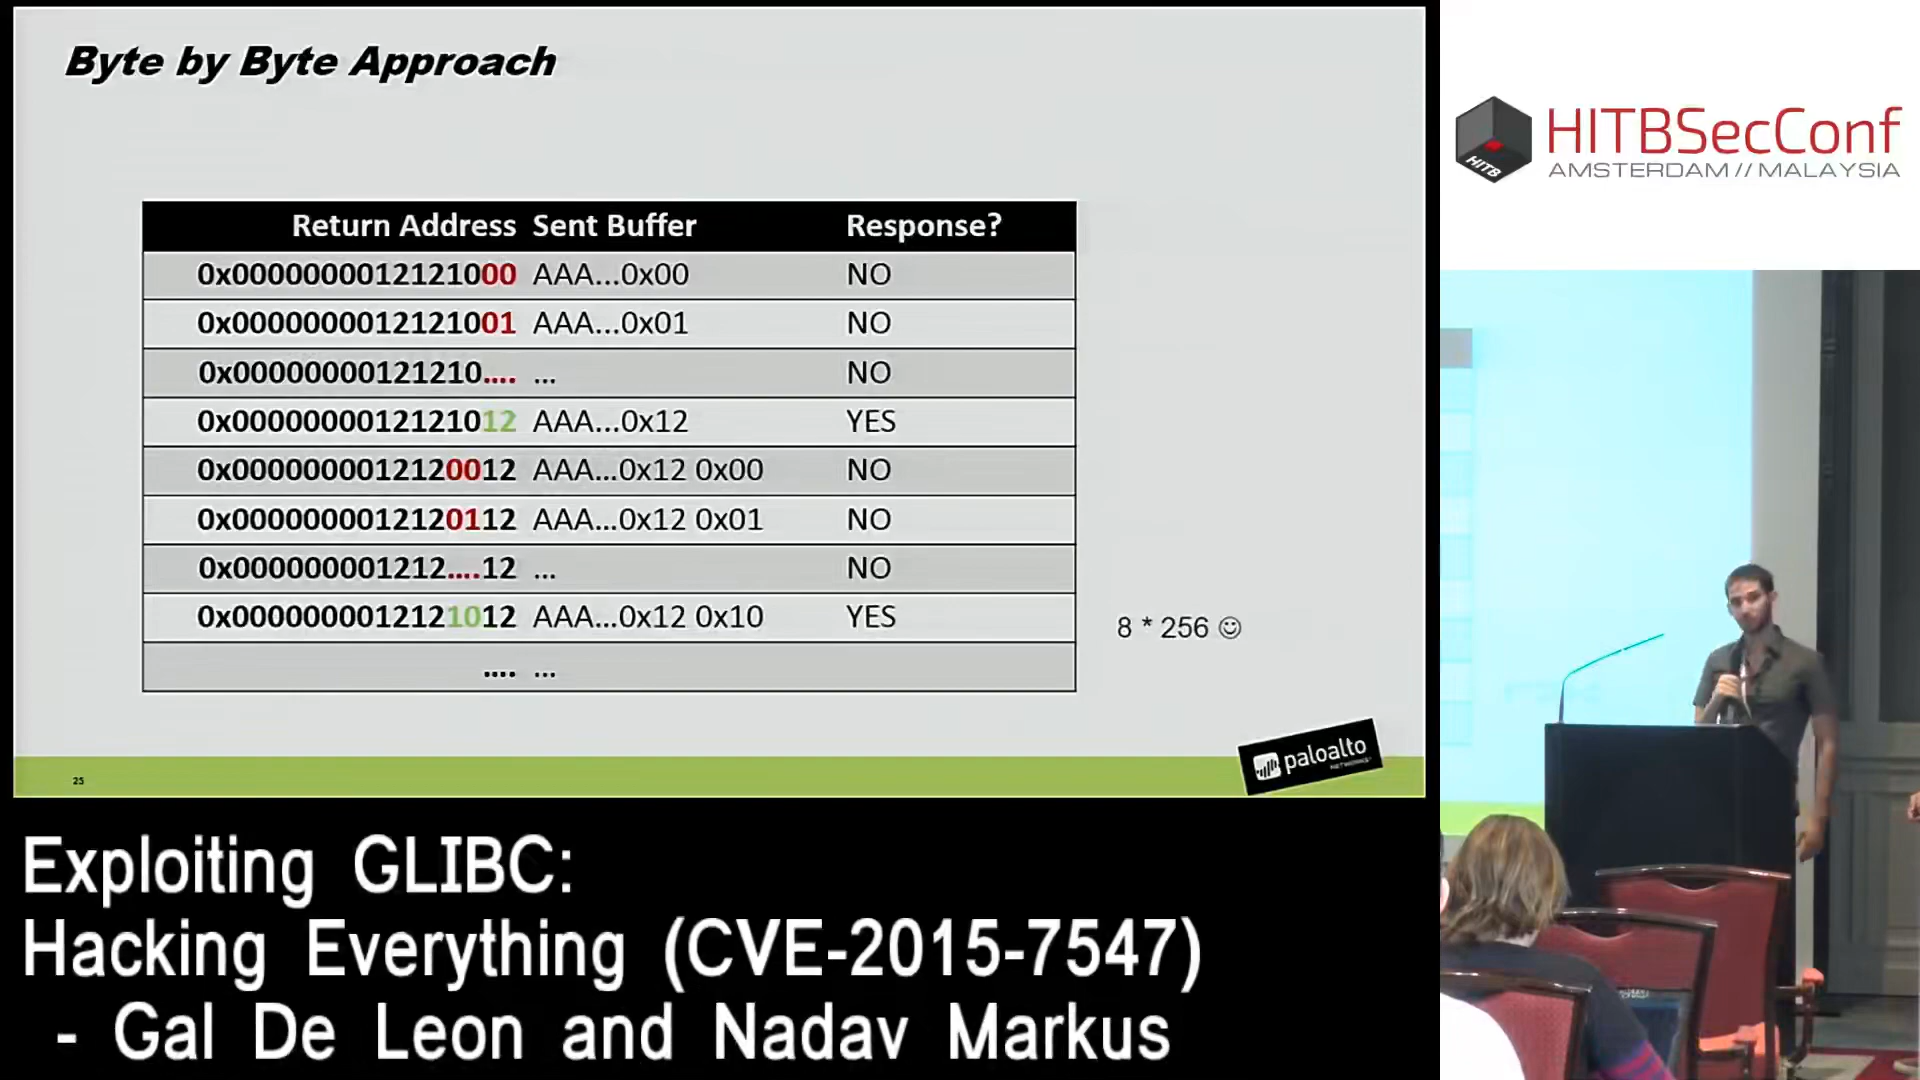 Byte by Byte Approach
Return Address Sent Buffer Response?
0x0000000012121000 AAA...0x00 NO
0x0000000012121001 AAA...0x01 NO
0x00000000121210.... ... NO
0x0000000012121012 AAA...0x12 YES
0x0000000012120012 AAA...0x12 0x00 NO
0x0000000012120112 AAA...0x12 0x01 NO
0x000000001212....12 ... NO
0x0000000012121012 AAA...0x12 0x10 YES
.... ...
8 * 256 ☺
paloalto
NETWORKS
25
HITBSecConf
HITB
AMSTERDAM // MALAYSIA
Exploiting GLIBC:
Hacking Everything (CVE-2015-7547)
- Gal De Leon and Nadav Markus